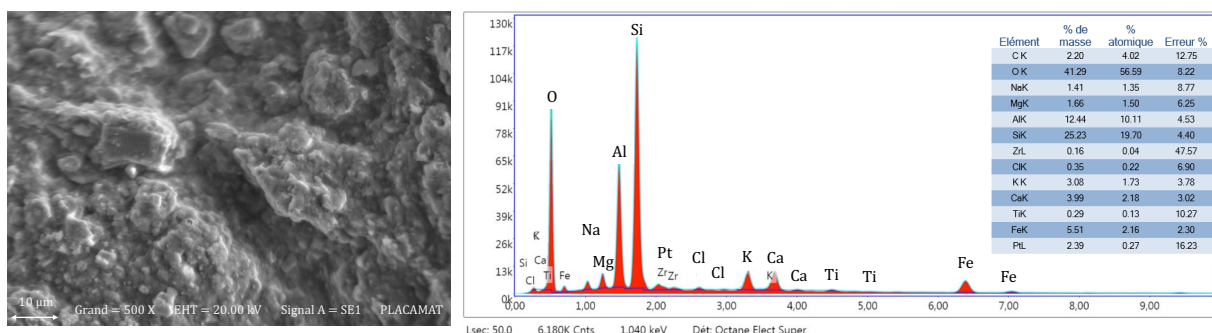 10 μm
Grand = 500 X EHT = 20.00 kV Signal A = SE1 PLACAMAT
130k
117k
104k
91k
78k
65k
52k
39k
26k
13k
0k
0,00 1,00 2,00 3,00 4,00 5,00 6,00 7,00 8,00 9,00
Si
O
Al
K
Na
Si Ca
Cl Ti Fe
Mg
Pt
Zr Zr
Cl
Cl
K
Ca
K
Ca
Ti
Ti
Fe
Fe
Elément % de masse % atomique Erreur %
C K 2.20 4.02 12.75
O K 41.29 56.59 8.22
NaK 1.41 1.35 8.77
MgK 1.66 1.50 6.25
AlK 12.44 10.11 4.53
SiK 25.23 19.70 4.40
ZrL 0.16 0.04 47.57
ClK 0.35 0.22 6.90
K K 3.08 1.73 3.78
CaK 3.99 2.18 3.02
TiK 0.29 0.13 10.27
FeK 5.51 2.16 2.30
PtL 2.39 0.27 16.23
Lsec: 50.0 6.180K Cnts 1.040 keV Dét: Octane Elect Super